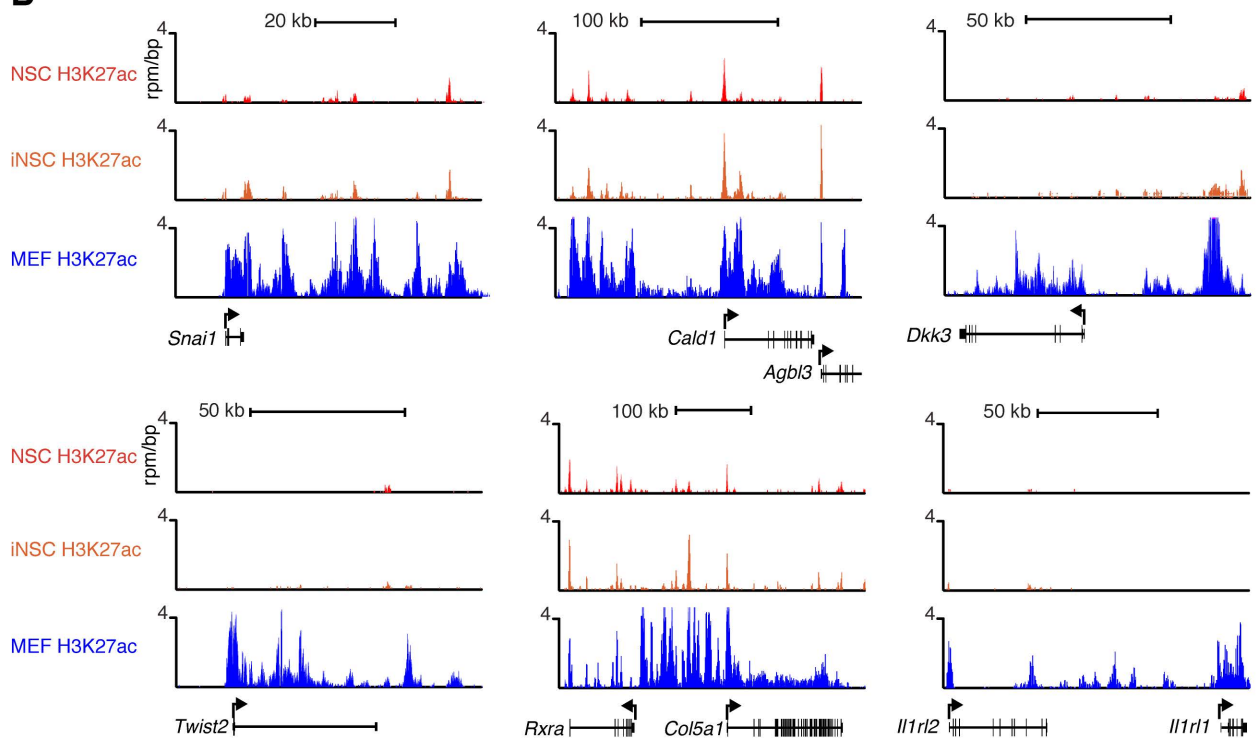 20 kb 100 kb 50 kb
4 4 4
rpm/bp
NSC H3K27ac
4 4 4
iNSC H3K27ac
4 4 4
MEF H3K27ac
Snai1 Cald1 Dkk3
Agbl3
50 kb 100 kb 50 kb
4 4 4
rpm/bp
NSC H3K27ac
4 4 4
iNSC H3K27ac
4 4 4
MEF H3K27ac
Twist2 Rxra Col5a1 Il1rl2 Il1rl1